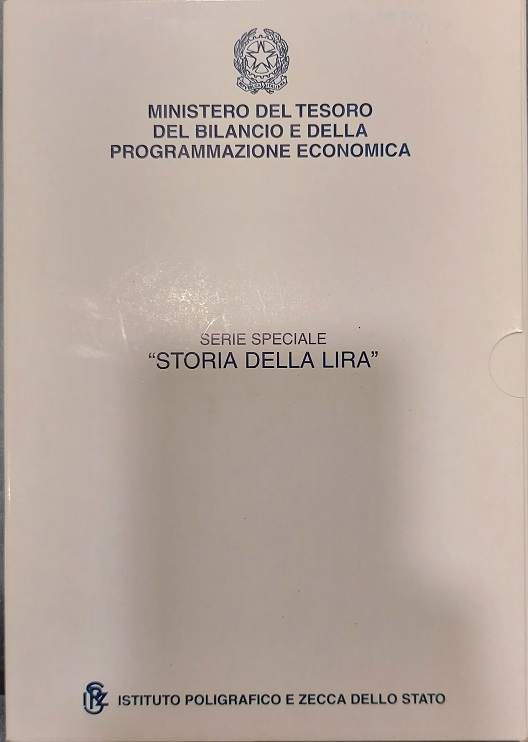 MINISTERO DEL TESORO
DEL BILANCIO E DELLA
PROGRAMMAZIONE ECONOMICA
SERIE SPECIALE
“STORIA DELLA LIRA”
ISTITUTO POLIGRAFICO E ZECCA DELLO STATO